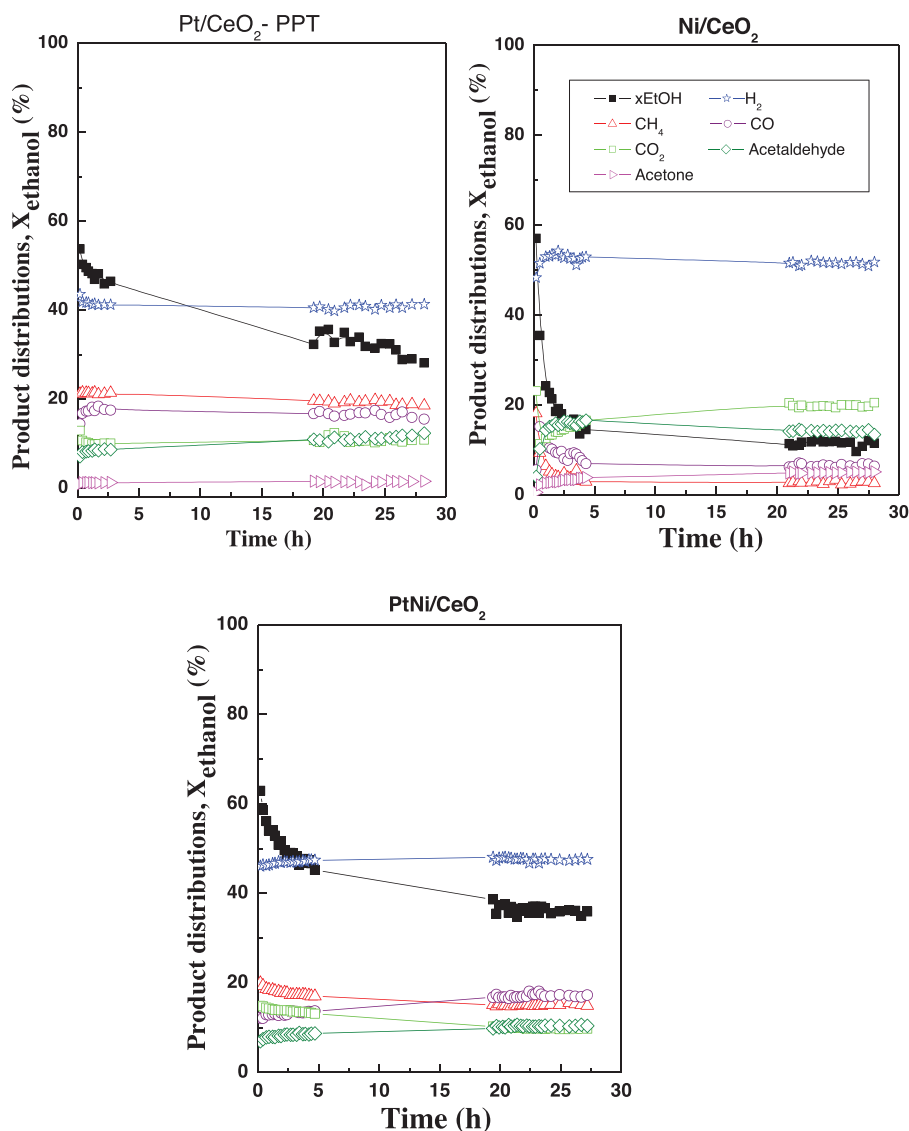 Pt/CeO₂- PPT
Product distributions, X_ethanol (%)
100
80
60
40
20
0
0 5 10 15 20 25 30
Time (h)
Ni/CeO₂
Product distributions, X_ethanol (%)
100
80
60
40
20
0
xEtOH H₂
CH₄ CO
CO₂ Acetaldehyde
Acetone
0 5 10 15 20 25 30
Time (h)
PtNi/CeO₂
Product distributions, X_ethanol (%)
100
80
60
40
20
0
0 5 10 15 20 25 30
Time (h)